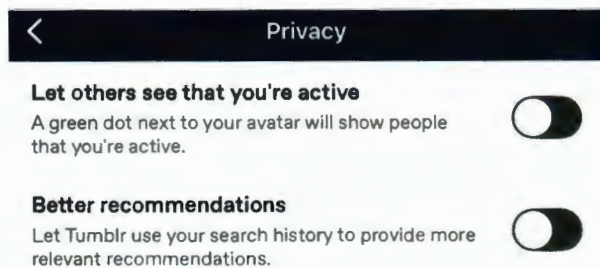 Privacy
Let others see that you're active
A green dot next to your avatar will show people
that you're active.
Better recommendations
Let Tumblr use your search history to provide more
relevant recommendations.